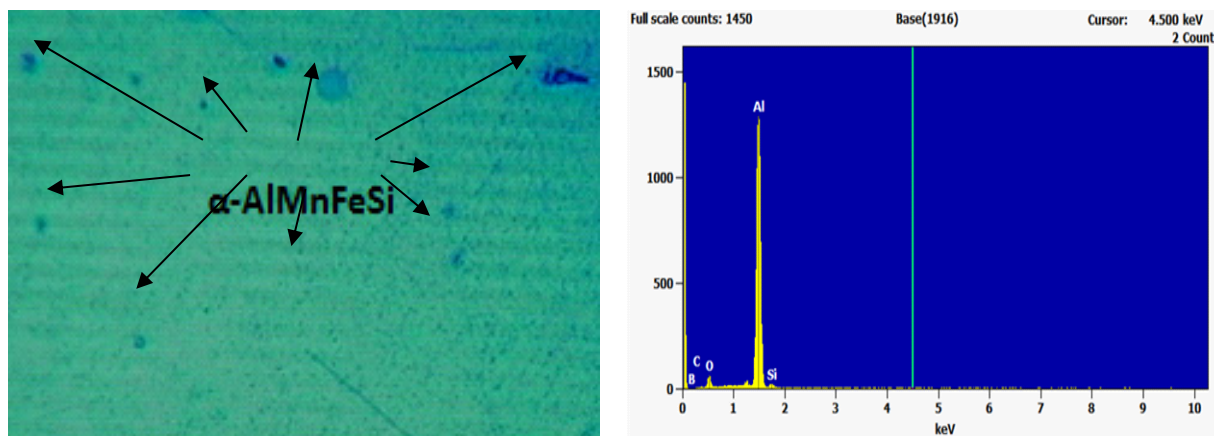 α-AlMnFeSi
Full scale counts: 1450 Base(1916) Cursor: 4.500 keV
2 Count
1500
1000
500
0
Al
C
O
B
Si
0 1 2 3 4 5 6 7 8 9 10
keV